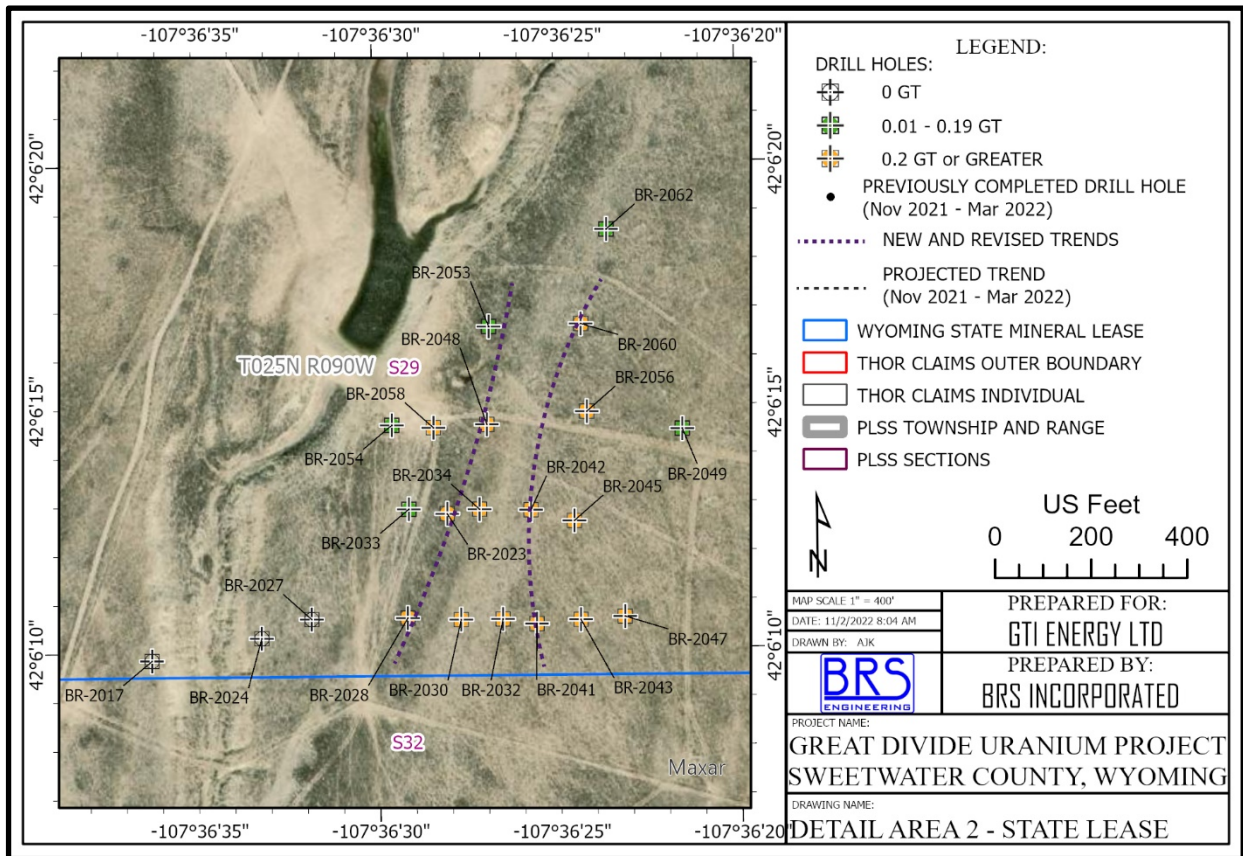 -107°36'35" -107°36'30" -107°36'25" -107°36'20"
42°6'20"
42°6'15"
42°6'10"
BR-2062
BR-2053
BR-2048
BR-2060
T025N R090W S29
BR-2056
BR-2058
BR-2054
BR-2034
BR-2042
BR-2049
BR-2045
BR-2033
BR-2023
BR-2027
BR-2047
BR-2017 BR-2024 BR-2028 BR-2030 BR-2032 BR-2041 BR-2043
S32
Maxar
42°6'20"
42°6'15"
42°6'10"
-107°36'35" -107°36'30" -107°36'25" -107°36'20"
LEGEND:
DRILL HOLES:
0 GT
0.01 - 0.19 GT
0.2 GT or GREATER
PREVIOUSLY COMPLETED DRILL HOLE
(Nov 2021 - Mar 2022)
NEW AND REVISED TRENDS
PROJECTED TREND
(Nov 2021 - Mar 2022)
WYOMING STATE MINERAL LEASE
THOR CLAIMS OUTER BOUNDARY
THOR CLAIMS INDIVIDUAL
PLSS TOWNSHIP AND RANGE
PLSS SECTIONS
N
US Feet
0 200 400
MAP SCALE 1" = 400'
DATE: 11/2/2022 8:04 AM
DRAWN BY: AJK
PREPARED FOR:
GTI ENERGY LTD
BRS
ENGINEERING
PREPARED BY:
BRS INCORPORATED
PROJECT NAME:
GREAT DIVIDE URANIUM PROJECT
SWEETWATER COUNTY, WYOMING
DRAWING NAME:
DETAIL AREA 2 - STATE LEASE